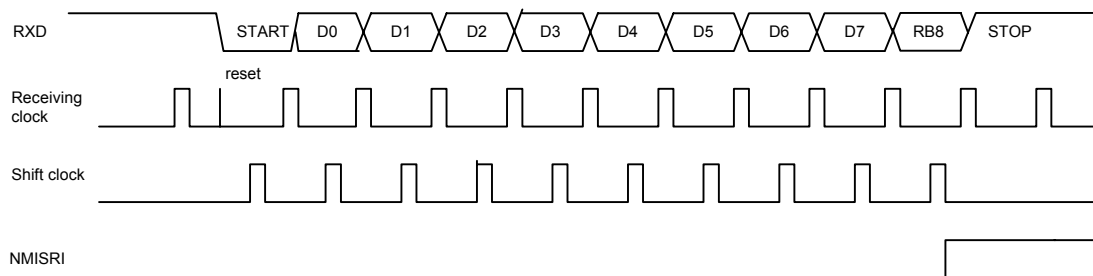 RXD START D0 D1 D2 D3 D4 D5 D6 D7 RB8 STOP
reset
Receiving
clock
Shift clock
NMISRI